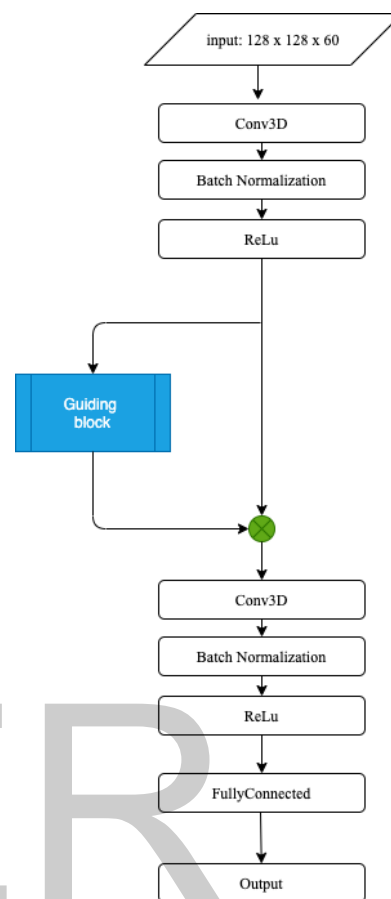 input: 128 x 128 x 60
Conv3D
Batch Normalization
ReLu
Guiding
block
Conv3D
Batch Normalization
ReLu
FullyConnected
Output